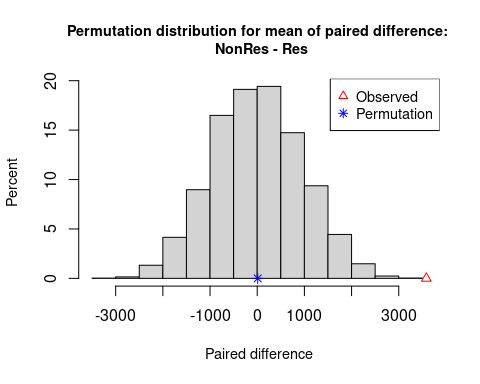 Permutation distribution for mean of paired difference:
NonRes - Res
Observed
Permutation
Percent
20
15
10
5
0
-3000 -1000 0 1000 3000
Paired difference